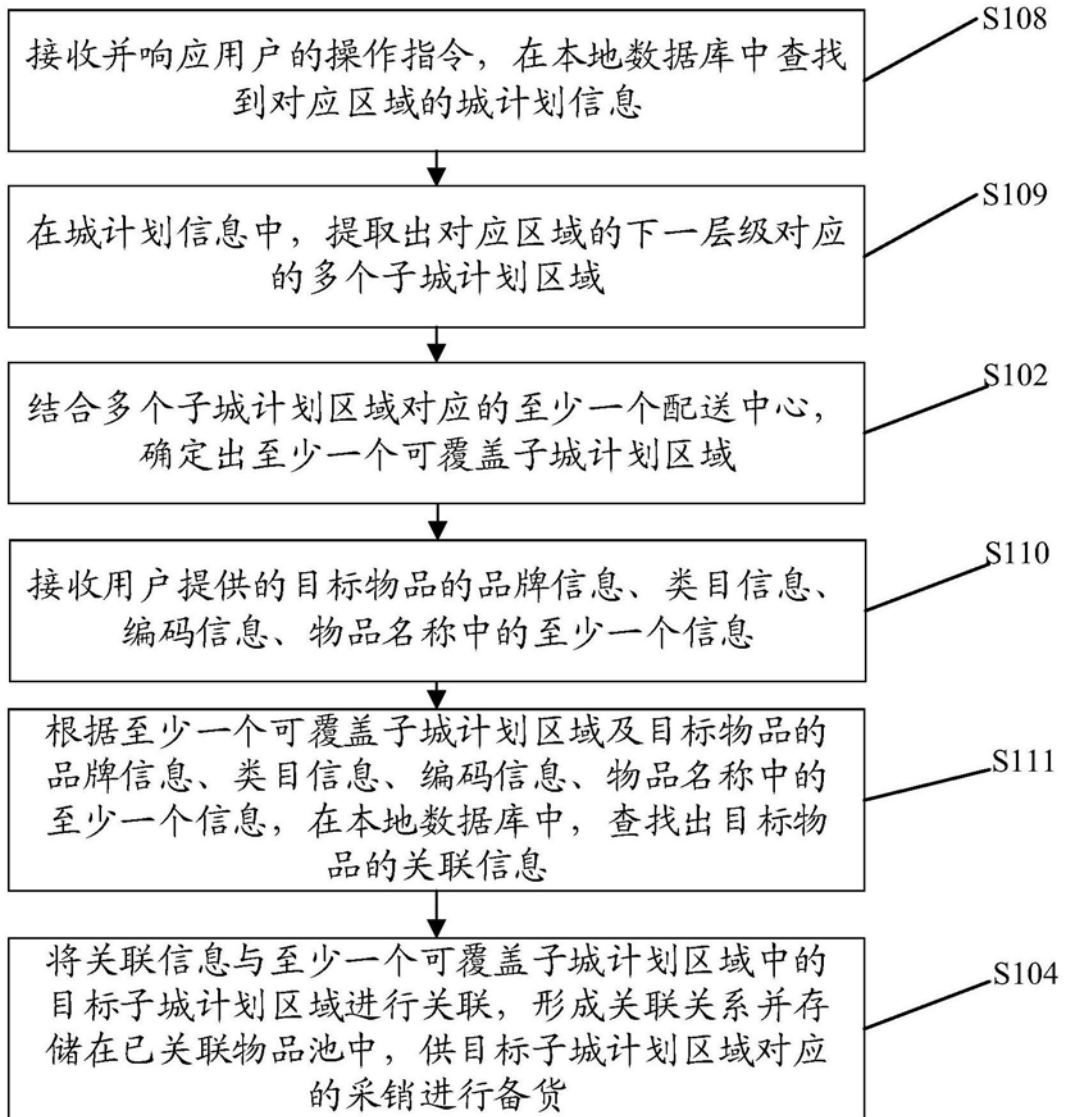 接收并响应用户的操作指令，在本地数据库中查找
到对应区域的城计划信息
S108
在城计划信息中，提取出对应区域的下一层级对应
的多个子城计划区域
S109
结合多个子城计划区域对应的至少一个配送中心，
确定出至少一个可覆盖子城计划区域
S102
接收用户提供的目标物品的品牌信息、类目信息、
编码信息、物品名称中的至少一个信息
S110
根据至少一个可覆盖子城计划区域及目标物品的
品牌信息、类目信息、编码信息、物品名称中的
至少一个信息，在本地数据库中，查找出目标物
品的关联信息
S111
将关联信息与至少一个可覆盖子城计划区域中的
目标子城计划区域进行关联，形成关联关系并存
储在已关联物品池中，供目标子城计划区域对应
的采销进行备货
S104